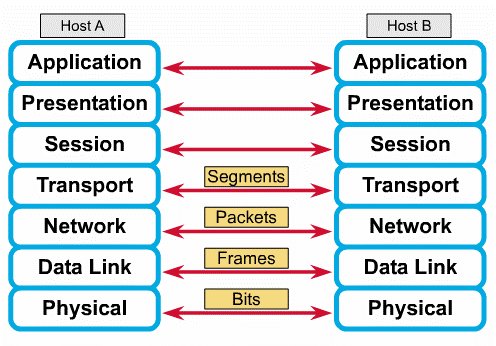 Host A
Host B
Application
Application
Presentation
Presentation
Session
Session
Transport
Segments
Transport
Network
Packets
Network
Data Link
Frames
Data Link
Physical
Bits
Physical